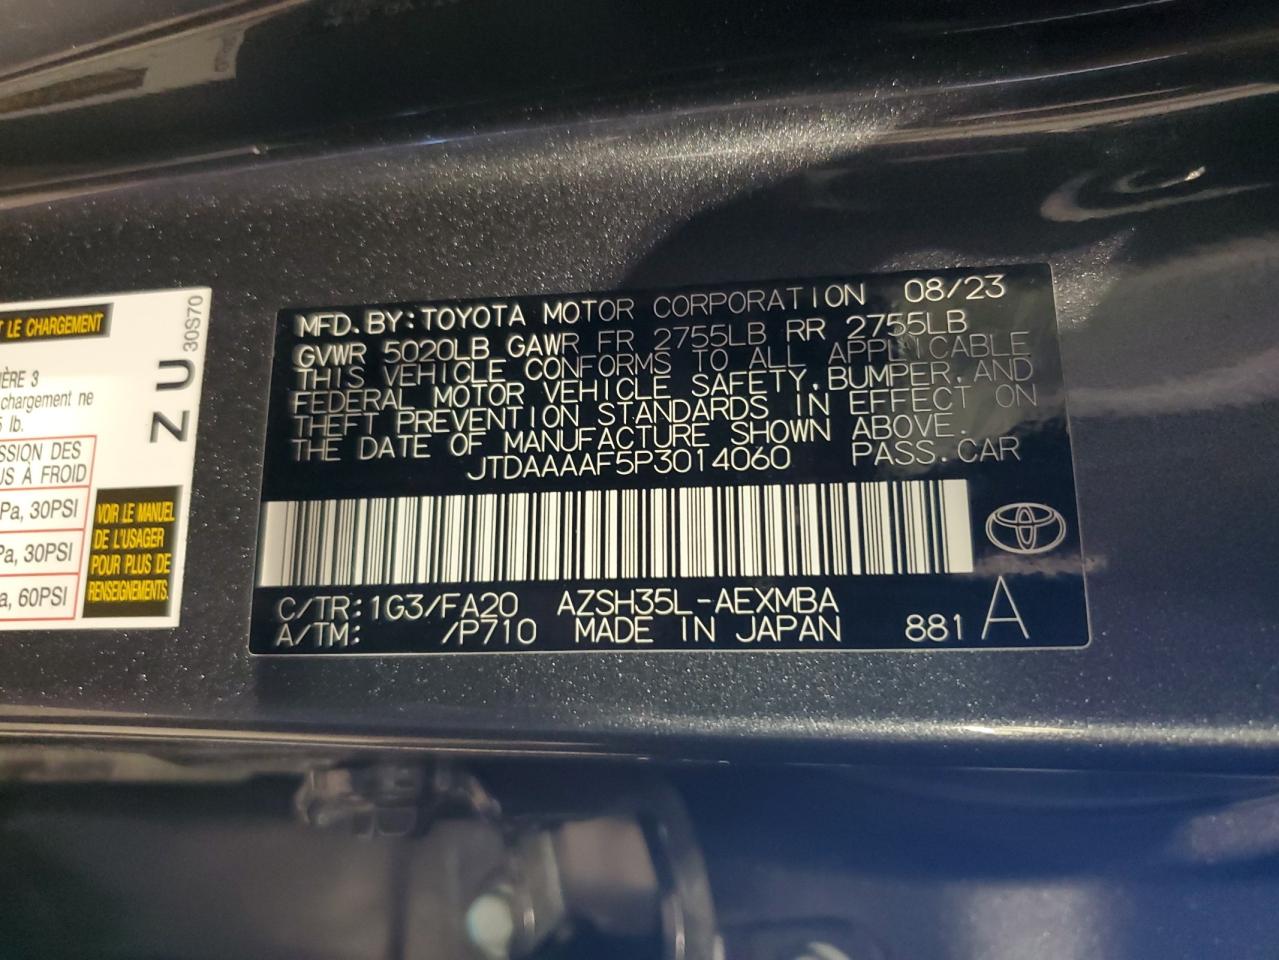 T LE CHARGEMENT
ZU
30S70
IÈRE 3
chargement ne
lb.
SSION DES
US À FROID
Pa, 30PSI
Pa, 30PSI
a, 60PSI
VOIR LE MANUEL
DE L'USAGER
POUR PLUS DE
RENSEIGNEMENTS.
MFD.BY:TOYOTA MOTOR CORPORATION 08/23
GVWR 5020LB GAWR FR 2755LB RR 2755LB
THIS VEHICLE CONFORMS TO ALL APPLICABLE
FEDERAL MOTOR VEHICLE SAFETY,BUMPER,AND
THEFT PREVENTION STANDARDS IN EFFECT ON
THE DATE OF MANUFACTURE SHOWN ABOVE.
JTDAAAAF5P3014060 PASS.CAR
C/TR:1G3/FA20 AZSH35L-AEXMBA
A/TM: /P710 MADE IN JAPAN 881 A